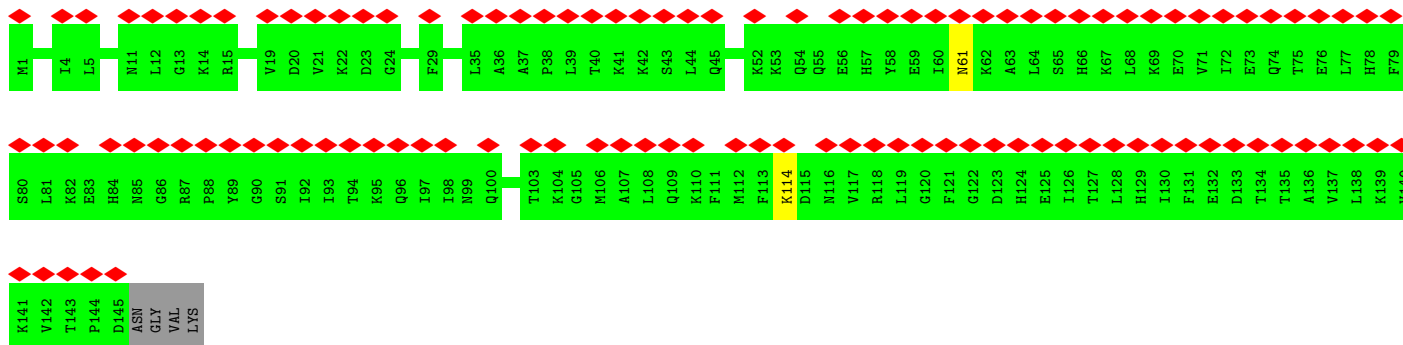 M1 I4 L5 N11 L12 G13 K14 R15 V19 D20 V21 K22 D23 G24 F29 L35 A36 A37 P38 L39 T40 K41 K42 S43 L44 Q45 K52 K53 Q54 Q55 E56 H57 Y58 E59 I60 N61 K62 A63 L64 S65 H66 K67 L68 K69 E70 V71 I72 E73 Q74 T75 E76 L77 H78 F79
S80 L81 K82 E83 H84 N85 G86 R87 P88 Y89 G90 S91 I92 I93 T94 K95 Q96 I97 I98 N99 Q100 T103 K104 G105 M106 A107 L108 Q109 K110 F111 M112 F113 K114 D115 N116 V117 R118 L119 G120 F121 G122 D123 H124 E125 I126 T127 L128 H129 I130 F131 E132 D133 T134 T135 A136 V137 L138 K139
K141 V142 T143 P144 D145 ASN GLY VAL LYS